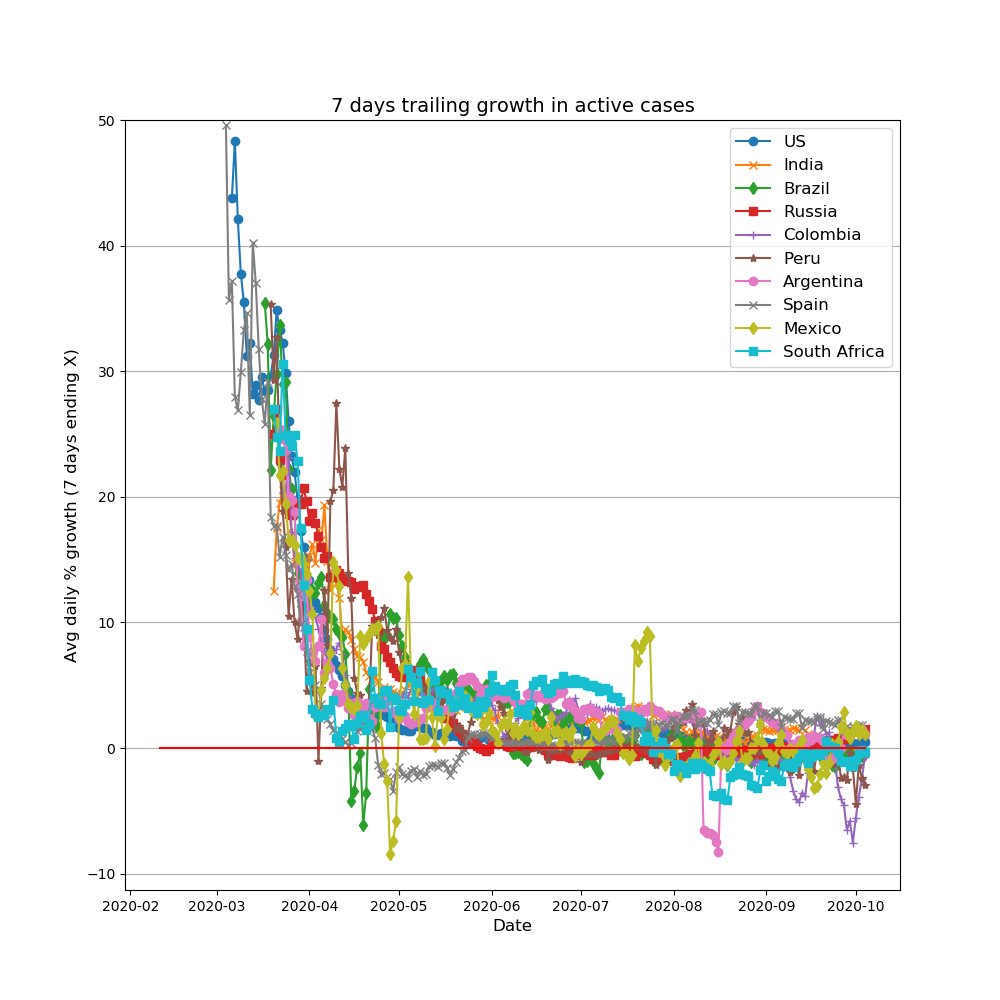 7 days trailing growth in active cases
50
40
30
20
10
0
−10
Avg daily % growth (7 days ending X)
US
India
Brazil
Russia
Colombia
Peru
Argentina
Spain
Mexico
South Africa
2020-02 2020-03 2020-04 2020-05 2020-06 2020-07 2020-08 2020-09 2020-10
Date